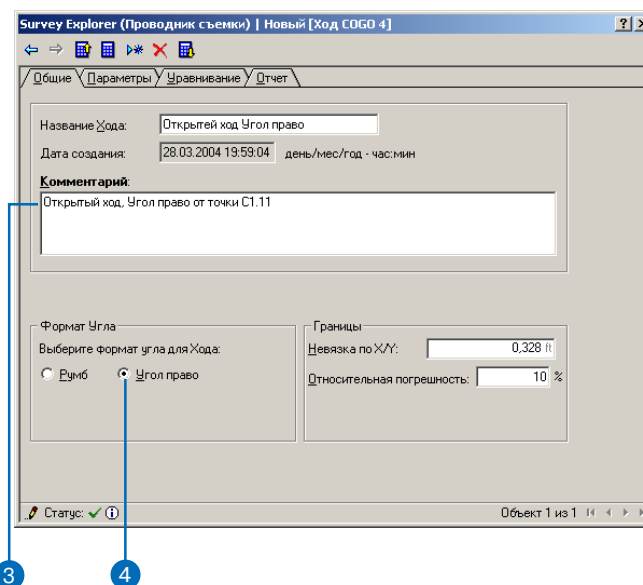 Survey Explorer (Проводник съемки) | Новый [Ход COGO 4]
Общие Параметры Уравнивание Отчет
Название Хода: Открытей ход Угол право
Дата создания: 28.03.2004 19:59:04 день/мес/год - час:мин
Комментарий:
Открытый ход, Угол право от точки С1.11
Формат Угла
Выберите формат угла для Хода:
Румб Угол право
Границы
Невязка по X/Y: 0,328 ft
Относительная погрешность: 10 %
Статус: Объект 1 из 1
3 4